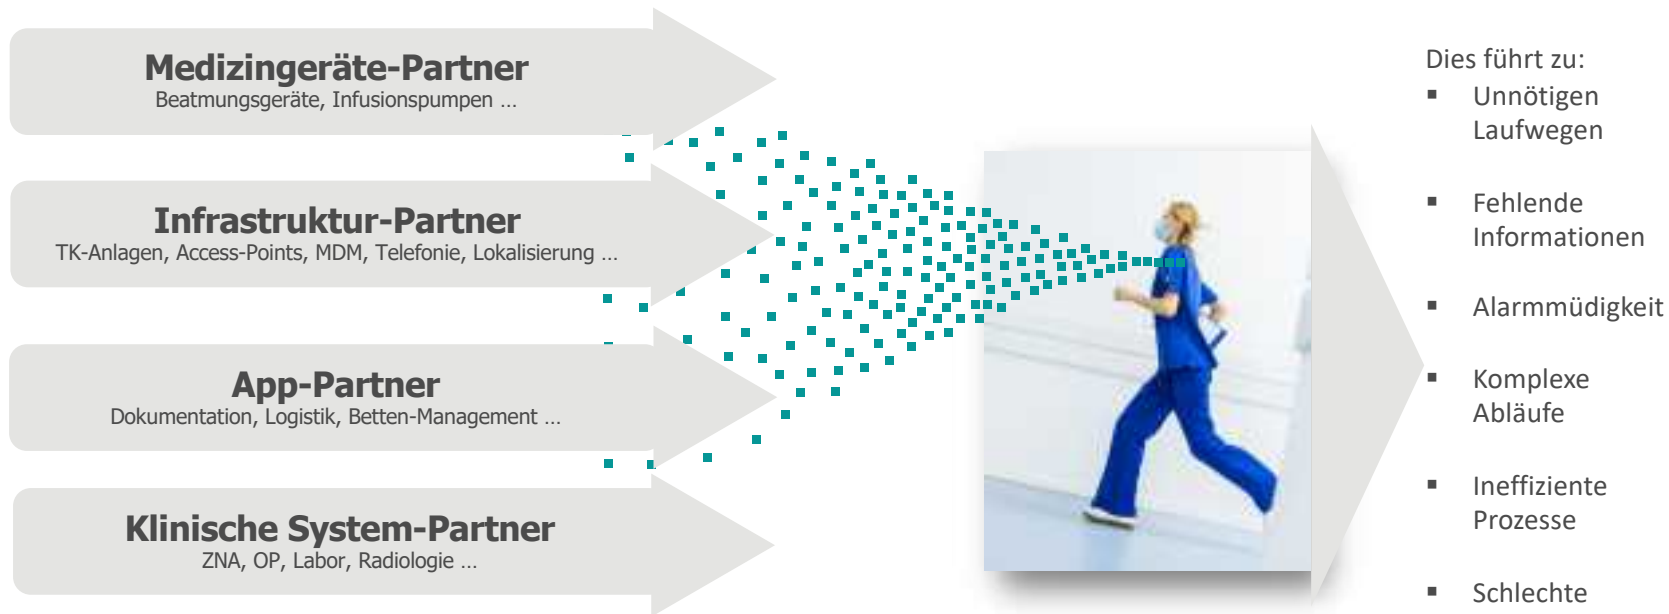 Medizingeräte-Partner
Beatmungsgeräte, Infusionspumpen ...
Infrastruktur-Partner
TK-Anlagen, Access-Points, MDM, Telefonie, Lokalisierung ...
App-Partner
Dokumentation, Logistik, Betten-Management ...
Klinische System-Partner
ZNA, OP, Labor, Radiologie ...
Dies führt zu:
▪ Unnötigen
Laufwegen
▪ Fehlende
Informationen
▪ Alarmmüdigkeit
▪ Komplexe
Abläufe
▪ Ineffiziente
Prozesse
▪ Schlechte